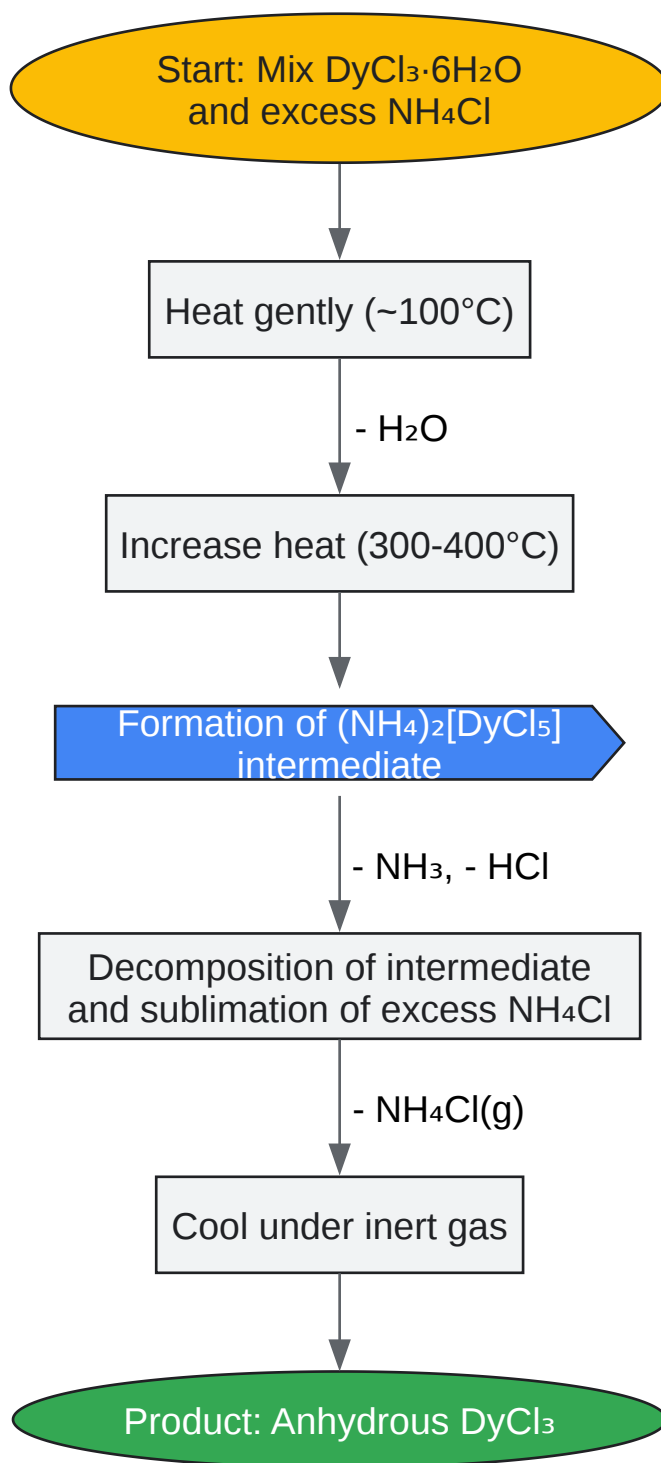 Start: Mix DyCl₃·6H₂O
and excess NH₄Cl
Heat gently (~100°C)
- H₂O
Increase heat (300-400°C)
Formation of (NH₄)₂[DyCl₅]
intermediate
- NH₃, - HCl
Decomposition of intermediate
and sublimation of excess NH₄Cl
- NH₄Cl(g)
Cool under inert gas
Product: Anhydrous DyCl₃